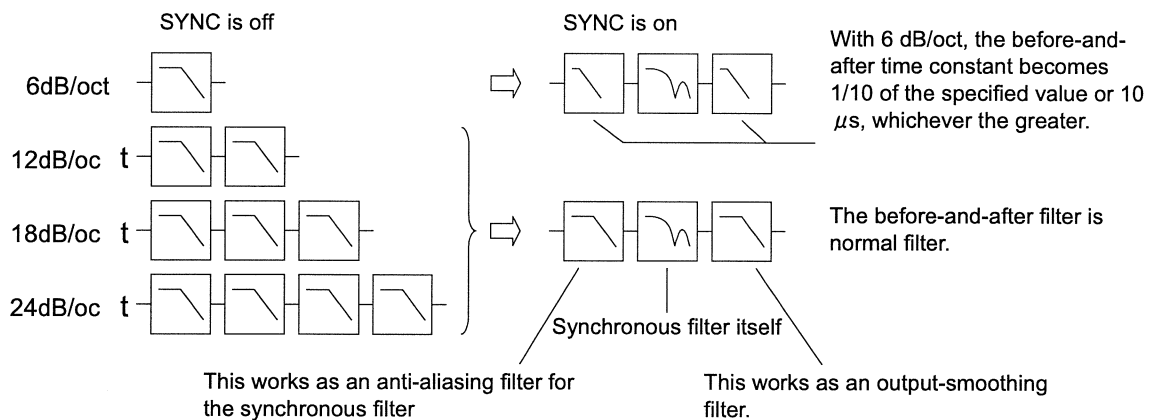 SYNC is off
SYNC is on
6dB/oct
12dB/oc t
18dB/oc t
24dB/oc t
With 6 dB/oct, the before-and-
after time constant becomes
1/10 of the specified value or 10
μs, whichever the greater.
The before-and-after filter is
normal filter.
Synchronous filter itself
This works as an anti-aliasing filter for
the synchronous filter
This works as an output-smoothing
filter.